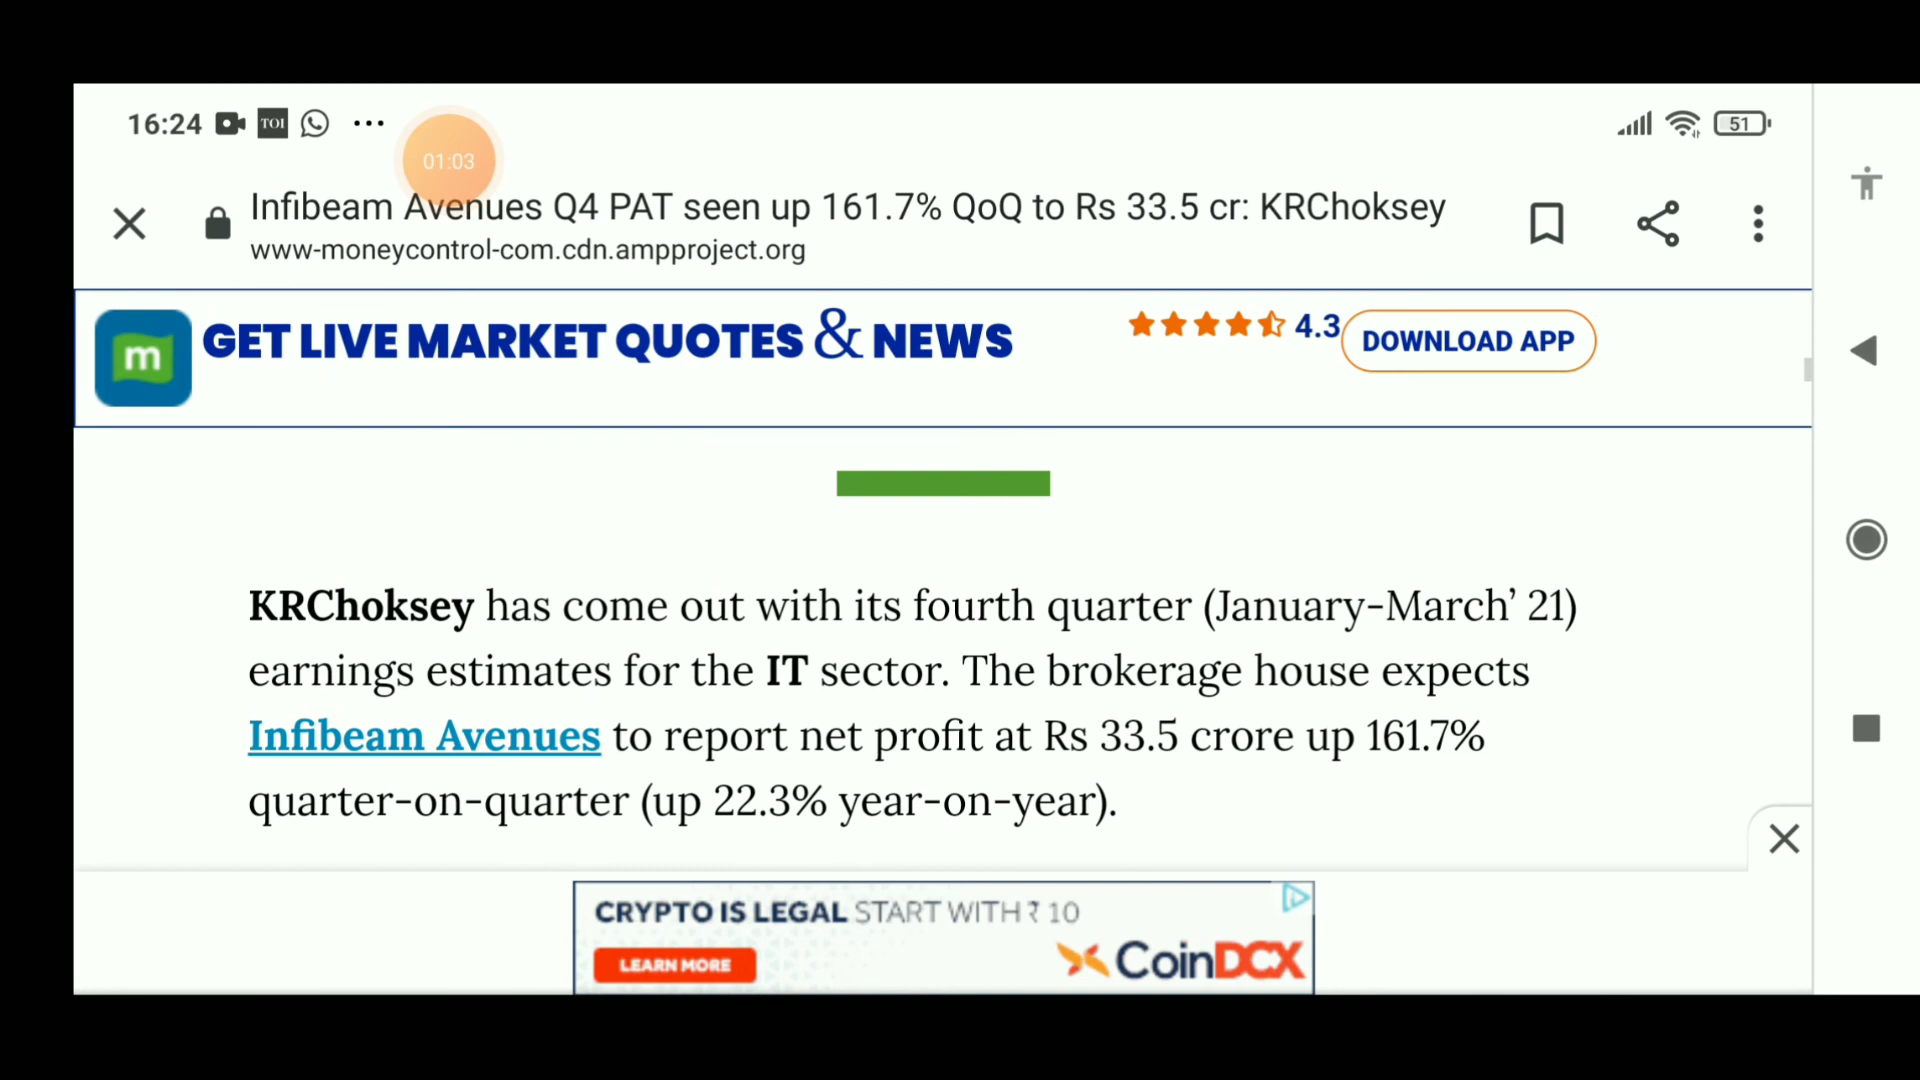 16:24 TOI ... 51
01:03
Infibeam Avenues Q4 PAT seen up 161.7% QoQ to Rs 33.5 cr: KRChoksey
www-moneycontrol-com.cdn.ampproject.org
m GET LIVE MARKET QUOTES & NEWS 4.3 DOWNLOAD APP
KRChoksey has come out with its fourth quarter (January-March’ 21)
earnings estimates for the IT sector. The brokerage house expects
Infibeam Avenues to report net profit at Rs 33.5 crore up 161.7%
quarter-on-quarter (up 22.3% year-on-year).
CRYPTO IS LEGAL START WITH ₹ 10
LEARN MORE CoinDCX